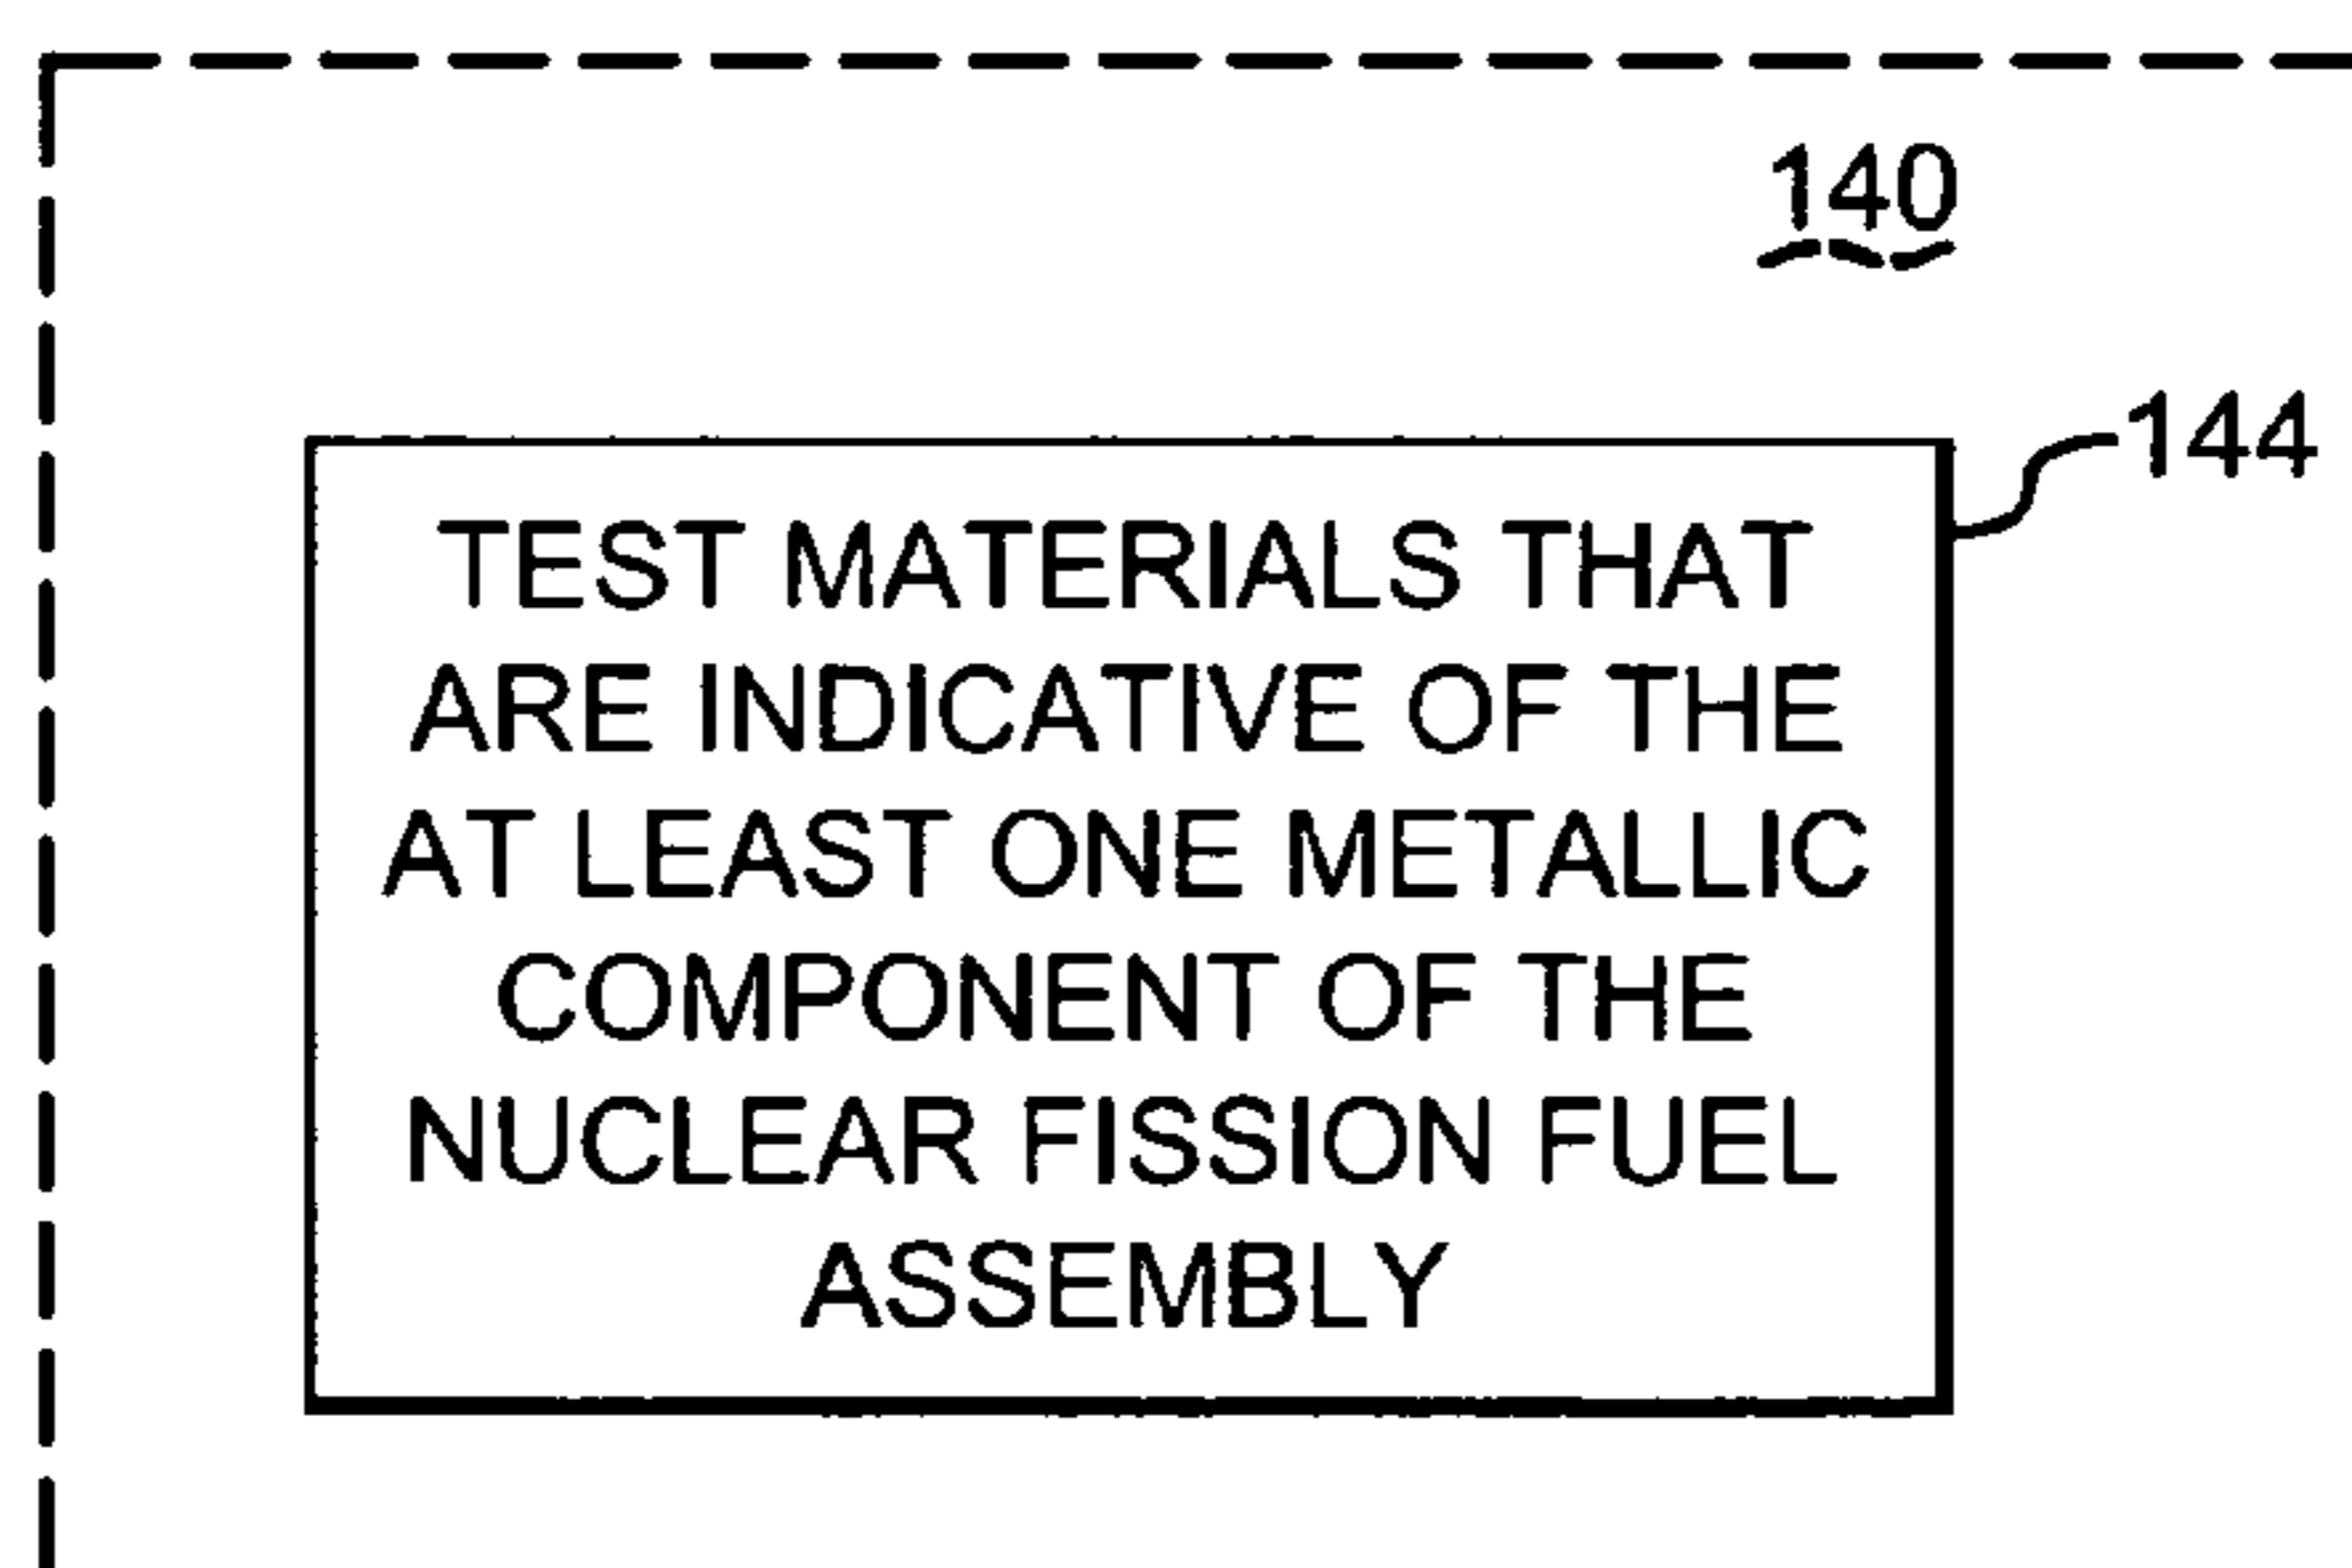 140
144
TEST MATERIALS THAT
ARE INDICATIVE OF THE
AT LEAST ONE METALLIC
COMPONENT OF THE
NUCLEAR FISSION FUEL
ASSEMBLY